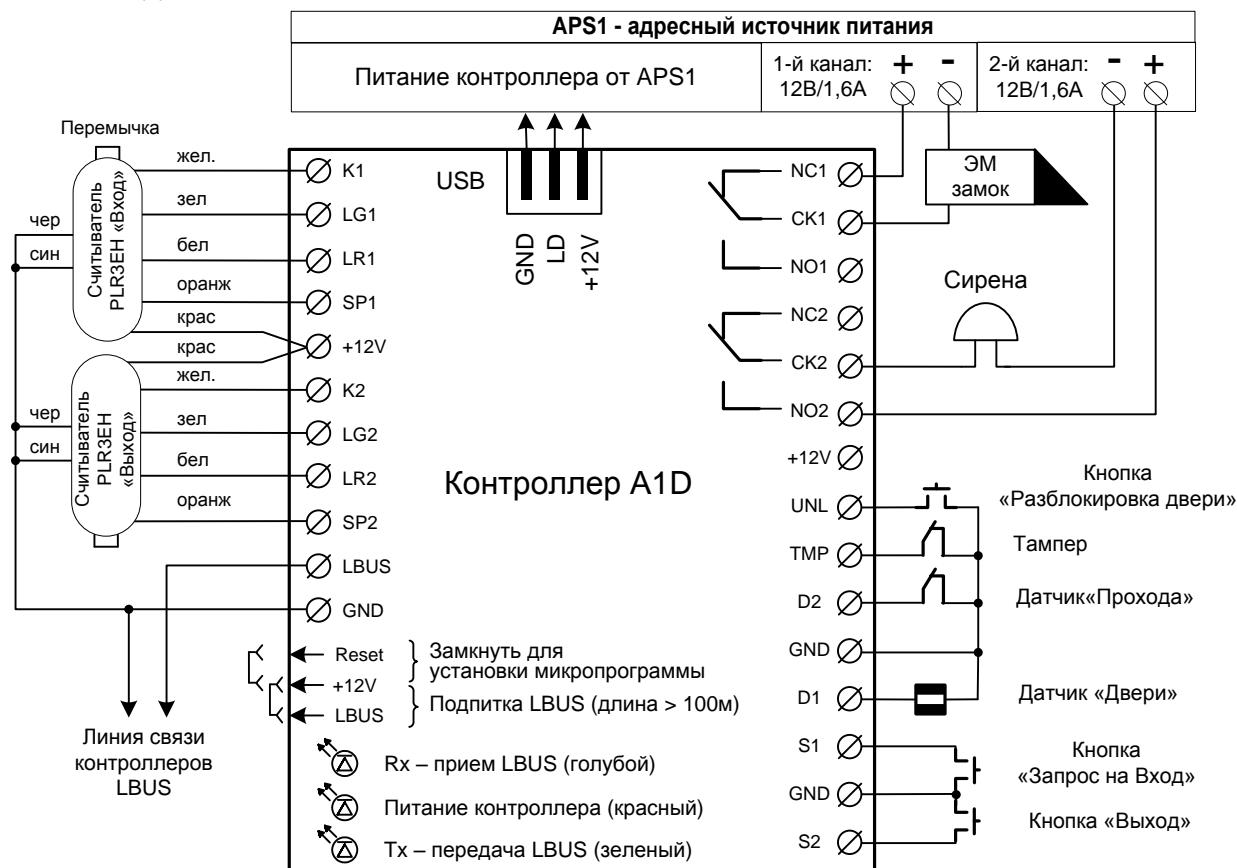 APS1 - адресный источник питания
Питание контроллера от APS1
1-й канал:
12В/1,6А
+ -
2-й канал:
12В/1,6А
- +
Перемычка
Считыватель
PLR3EH «Вход»
жел.
зел
чер
бел
син
оранж
крас
крас
Считыватель
PLR3EH
«Выход»
жел.
чер
зел
син
бел
оранж
K1
LG1
LR1
SP1
+12V
K2
LG2
LR2
SP2
LBUS
GND
USB
GND
LD
+12V
Контроллер A1D
NC1
CK1
NO1
NC2
CK2
NO2
+12V
UNL
TMP
D2
GND
D1
S1
GND
S2
ЭМ
замок
Сирена
Кнопка
«Разблокировка двери»
Тампер
Датчик«Прохода»
Датчик «Двери»
Кнопка
«Запрос на Вход»
Кнопка «Выход»
Reset
+12V
LBUS
Замкнуть для
установки микропрограммы
Подпитка LBUS (длина > 100м)
Линия связи
контроллеров
LBUS
Rx – прием LBUS (голубой)
Питание контроллера (красный)
Tx – передача LBUS (зеленый)